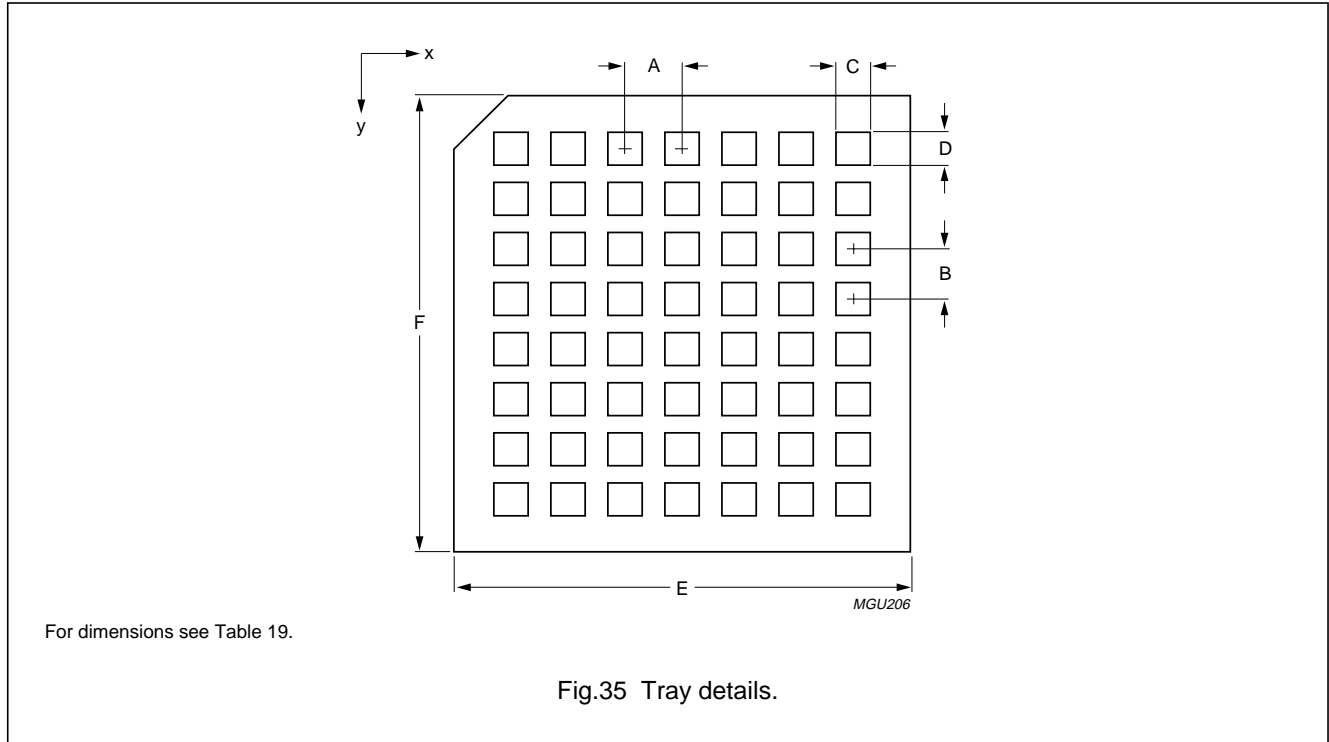 x
A
C
y
D
B
F
E
MGU206
For dimensions see Table 19.
Fig.35 Tray details.